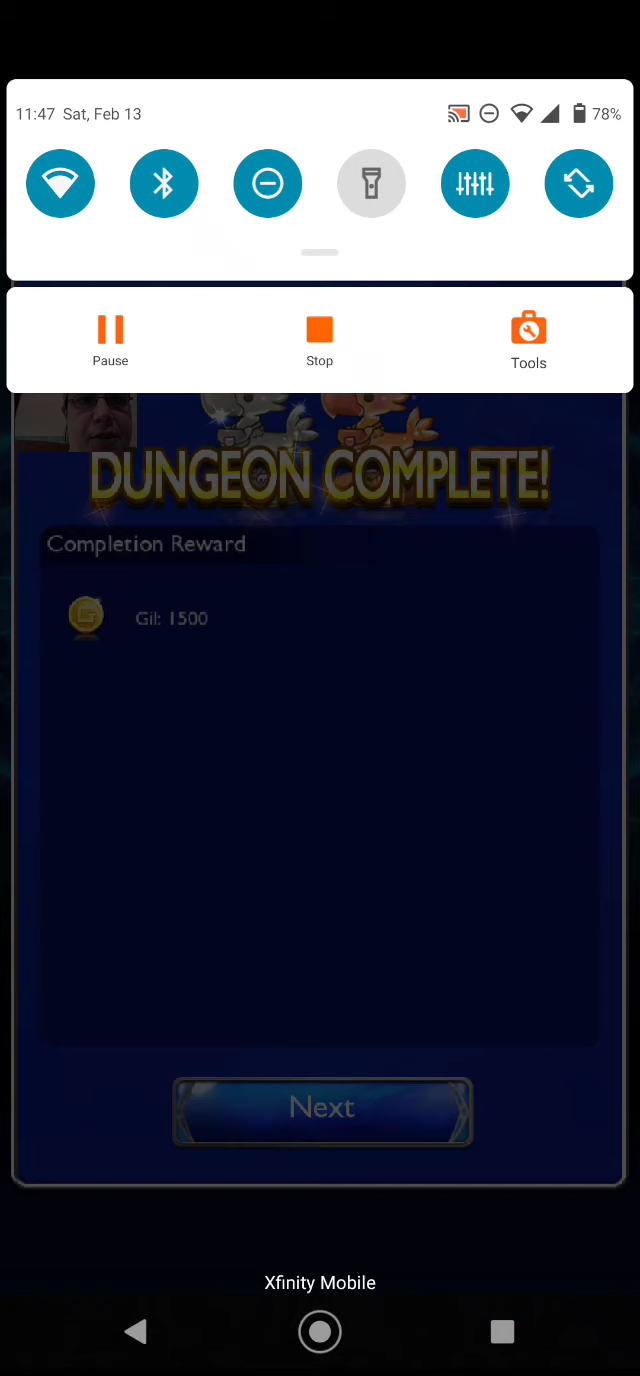 11:47 Sat, Feb 13 78%
Pause Stop Tools
DUNGEON COMPLETE!
Completion Reward
Gil: 1500
Next
Xfinity Mobile